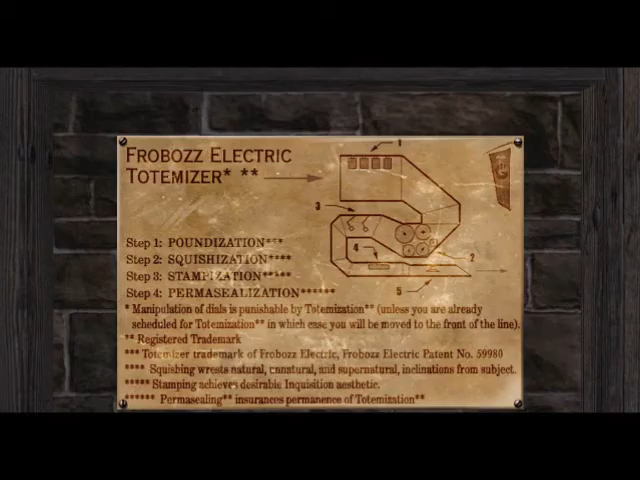 FROBOZZ ELECTRIC
TOTEMIZER* **
1
3
4
2
5
Step 1: POUNDIZATION***
Step 2: SQUISHIZATION****
Step 3: STAMPIZATION*****
Step 4: PERMASEALIZATION******
* Manipulation of dials is punishable by Totemization** (unless you are already
scheduled for Totemization** in which case you will be moved to the front of the line).
** Registered Trademark
*** Totemizer trademark of Frobozz Electric, Frobozz Electric Patent No. 59980
**** Squishing wrests natural, unnatural, and supernatural, inclinations from subject.
***** Stamping achieves desirable Inquisition aesthetic.
****** Permasealing** insurances permanence of Totemization**